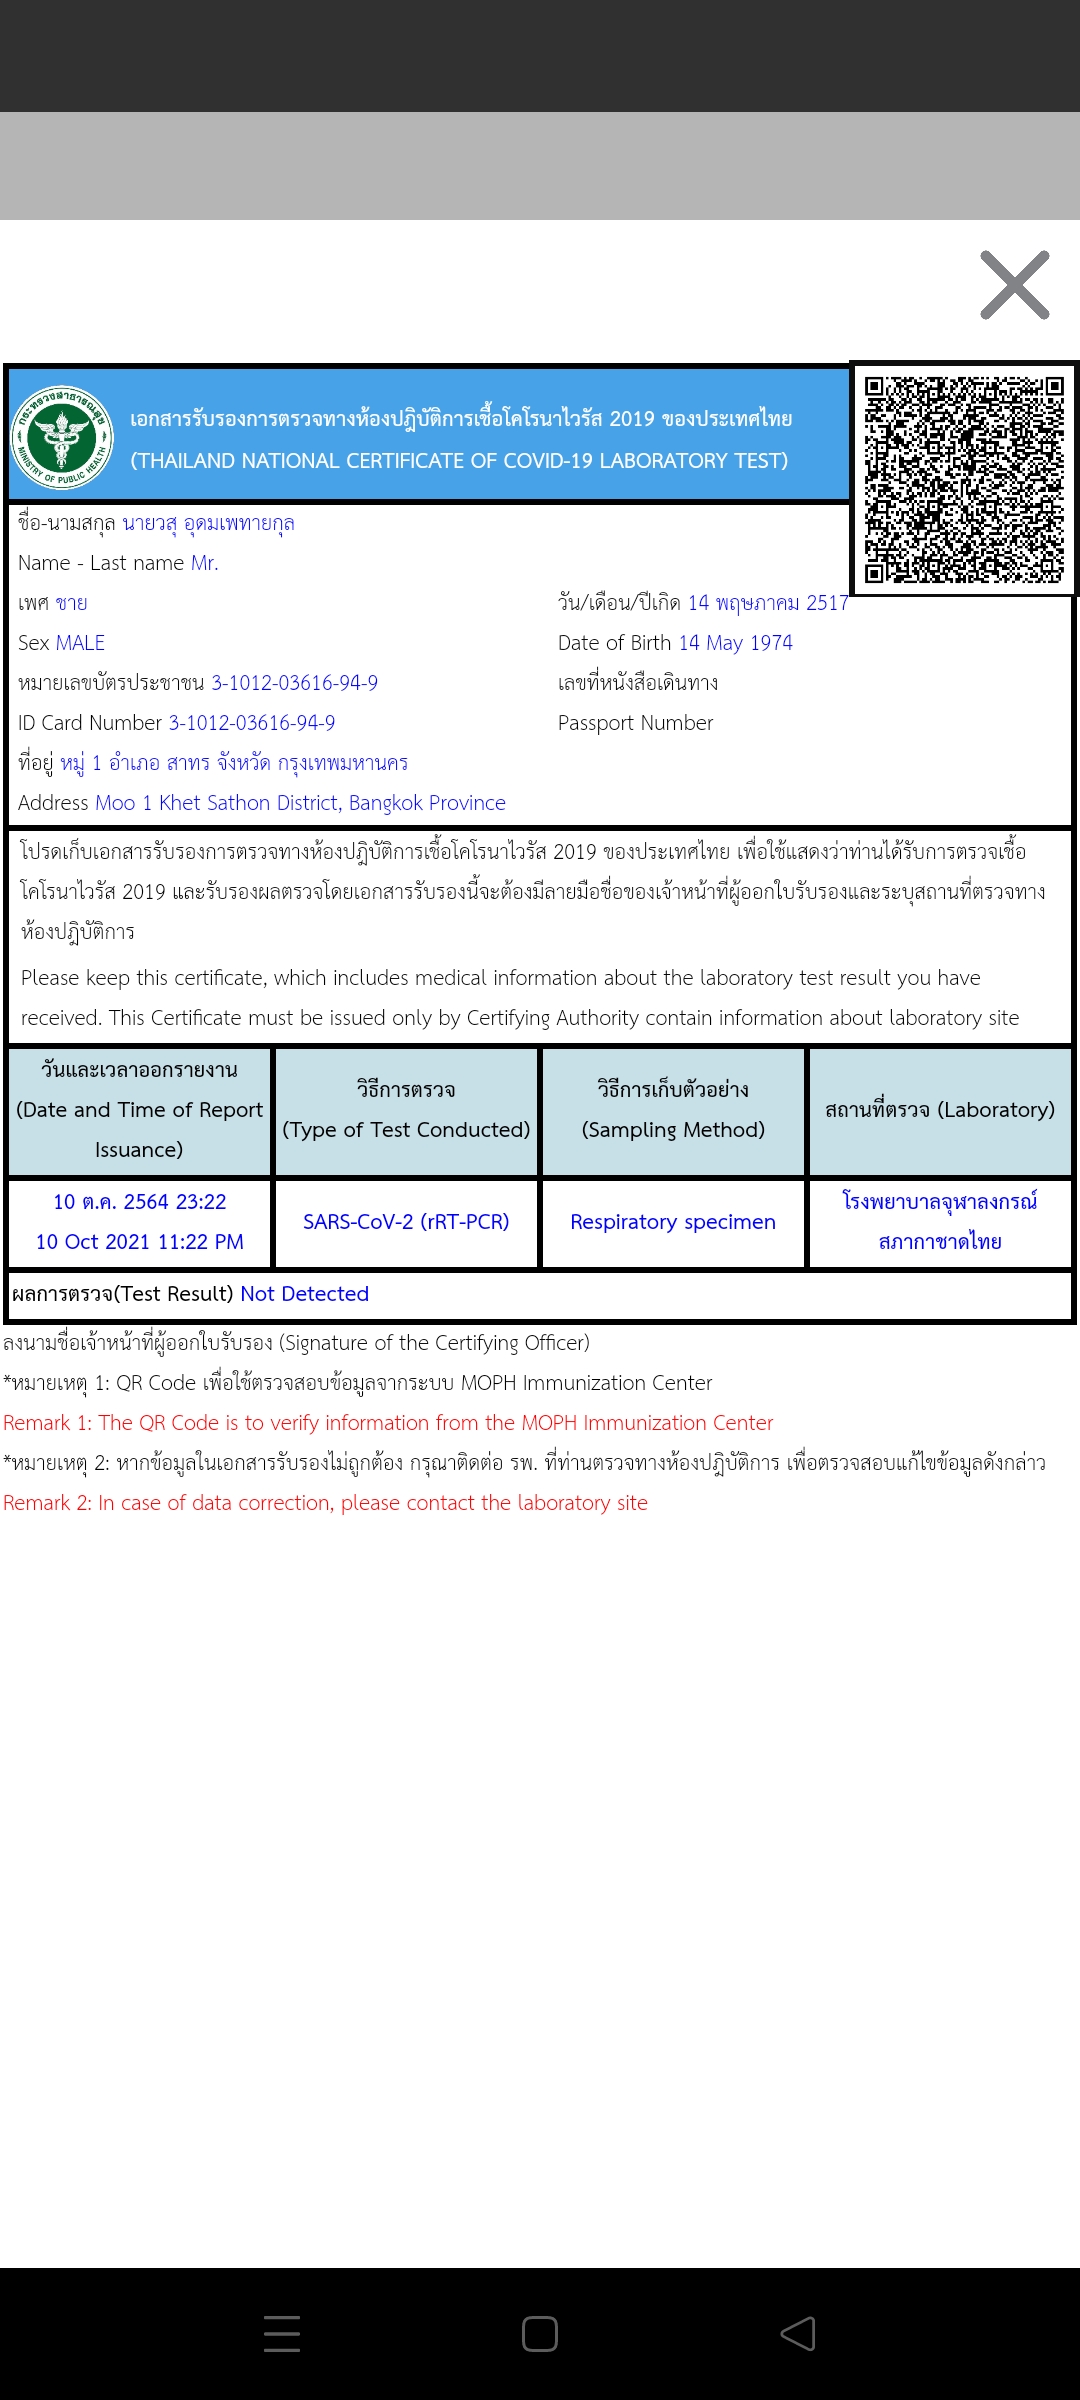 กระทรวงสาธารณสุข
MINISTRY OF PUBLIC HEALTH
เอกสารรับรองการตรวจทางห้องปฏิบัติการเชื้อโคโรนาไวรัส 2019 ของประเทศไทย
(THAILAND NATIONAL CERTIFICATE OF COVID-19 LABORATORY TEST)
ชื่อ-นามสกุล นายวสุ อุดมเพทายกุล
Name - Last name Mr.
เพศ ชาย วัน/เดือน/ปีเกิด 14 พฤษภาคม 2517
Sex MALE Date of Birth 14 May 1974
หมายเลขบัตรประชาชน 3-1012-03616-94-9 เลขที่หนังสือเดินทาง
ID Card Number 3-1012-03616-94-9 Passport Number
ที่อยู่ หมู่ 1 อำเภอ สาทร จังหวัด กรุงเทพมหานคร
Address Moo 1 Khet Sathon District, Bangkok Province
โปรดเก็บเอกสารรับรองการตรวจทางห้องปฏิบัติการเชื้อโคโรนาไวรัส 2019 ของประเทศไทย เพื่อใช้แสดงว่าท่านได้รับการตรวจเชื้อ
โคโรนาไวรัส 2019 และรับรองผลตรวจโดยเอกสารรับรองนี้จะต้องมีลายมือชื่อของเจ้าหน้าที่ผู้ออกใบรับรองและระบุสถานที่ตรวจทาง
ห้องปฏิบัติการ
Please keep this certificate, which includes medical information about the laboratory test result you have
received. This Certificate must be issued only by Certifying Authority contain information about laboratory site
วันและเวลาออกรายงาน
(Date and Time of Report
Issuance)
วิธีการตรวจ
(Type of Test Conducted)
วิธีการเก็บตัวอย่าง
(Sampling Method)
สถานที่ตรวจ (Laboratory)
10 ต.ค. 2564 23:22
10 Oct 2021 11:22 PM
SARS-CoV-2 (rRT-PCR)
Respiratory specimen
โรงพยาบาลจุฬาลงกรณ์
สภากาชาดไทย
ผลการตรวจ(Test Result) Not Detected
ลงนามชื่อเจ้าหน้าที่ผู้ออกใบรับรอง (Signature of the Certifying Officer)
*หมายเหตุ 1: QR Code เพื่อใช้ตรวจสอบข้อมูลจากระบบ MOPH Immunization Center
Remark 1: The QR Code is to verify information from the MOPH Immunization Center
*หมายเหตุ 2: หากข้อมูลในเอกสารรับรองไม่ถูกต้อง กรุณาติดต่อ รพ. ที่ท่านตรวจทางห้องปฏิบัติการ เพื่อตรวจสอบแก้ไขข้อมูลดังกล่าว
Remark 2: In case of data correction, please contact the laboratory site